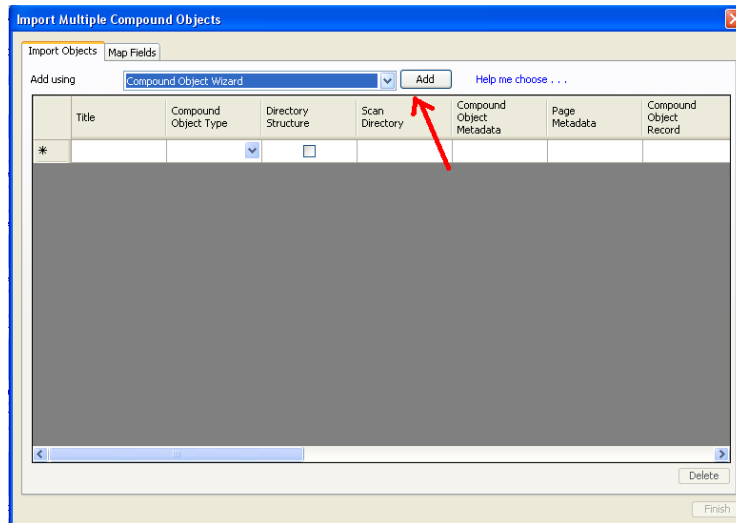 Import Multiple Compound Objects
Import Objects Map Fields
Add using Compound Object Wizard Add Help me choose . . .
Title Compound Object Type Directory Structure Scan Directory Compound Object Metadata Page Metadata Compound Object Record
*
Delete
Finish